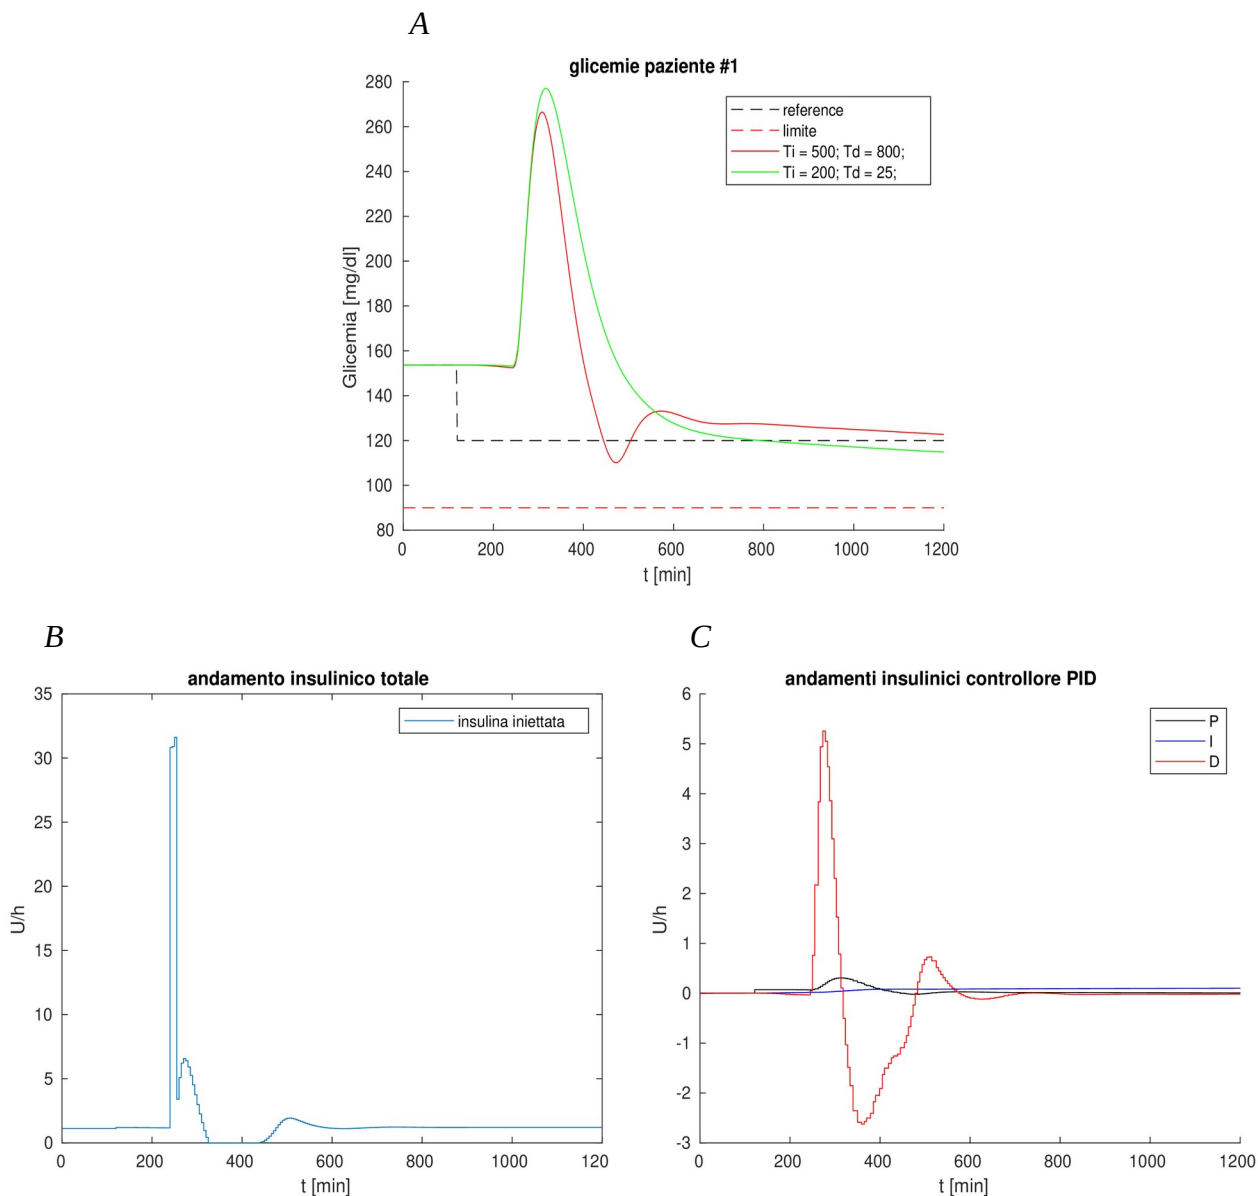 A
glicemie paziente #1
280
260
240
220
200
180
160
140
120
100
80
Glicemia [mg/dl]
reference
limite
Ti = 500; Td = 800;
Ti = 200; Td = 25;
0 200 400 600 800 1000 1200
t [min]
B
andamento insulinico totale
35
30
25
20
15
10
5
0
U/h
insulina iniettata
0 200 400 600 800 1000 120
t [min]
C
andamenti insulinici controllore PID
6
5
4
3
2
1
0
-1
-2
-3
U/h
P
I
D
0 200 400 600 800 1000 1200
t [min]